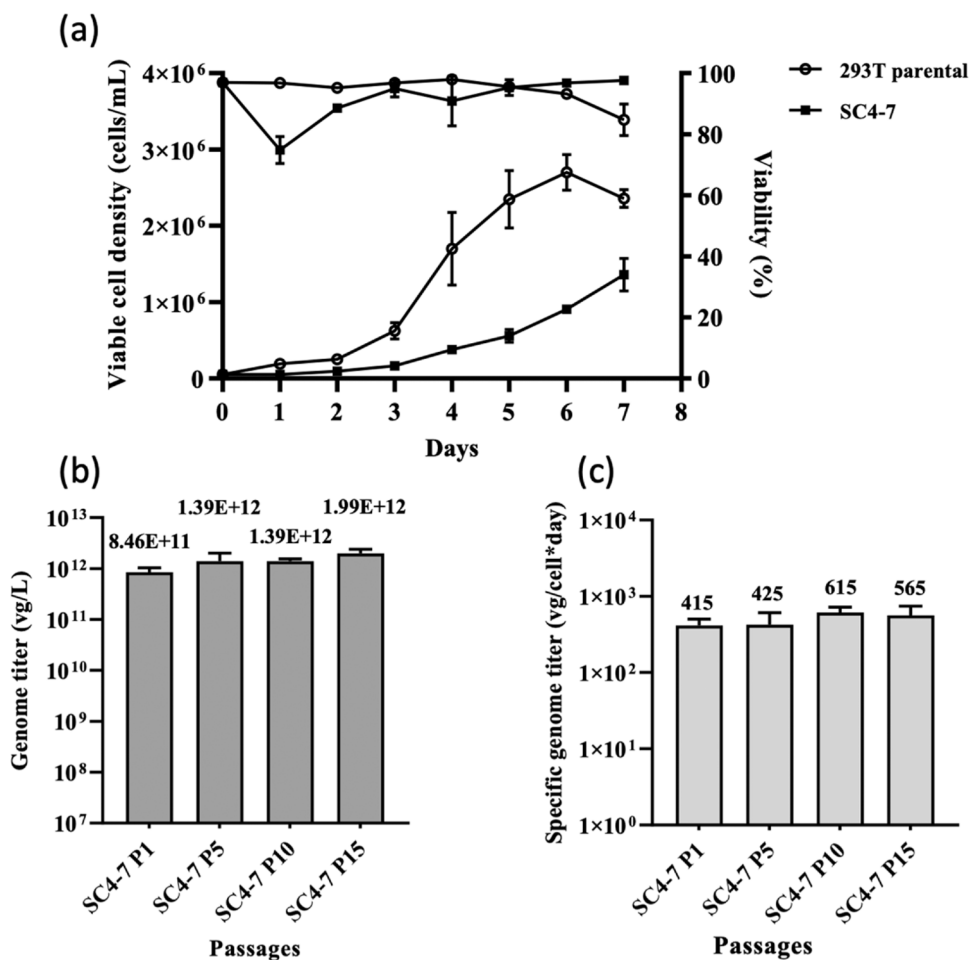 (a)
Viable cell density (cells/mL)
4×10⁶
3×10⁶
2×10⁶
1×10⁶
0
100
80
60
40
20
0
Viability (%)
293T parental
SC4-7
0 1 2 3 4 5 6 7 8
Days
(b)
Genome titer (vg/L)
10¹³
10¹²
10¹¹
10¹⁰
10⁹
10⁸
10⁷
8.46E+11
1.39E+12
1.39E+12
1.99E+12
SC4-7 P1
SC4-7 P5
SC4-7 P10
SC4-7 P15
Passages
(c)
Specific genome titer (vg/cell*day)
1×10⁴
1×10³
1×10²
1×10¹
1×10⁰
415
425
615
565
SC4-7 P1
SC4-7 P5
SC4-7 P10
SC4-7 P15
Passages